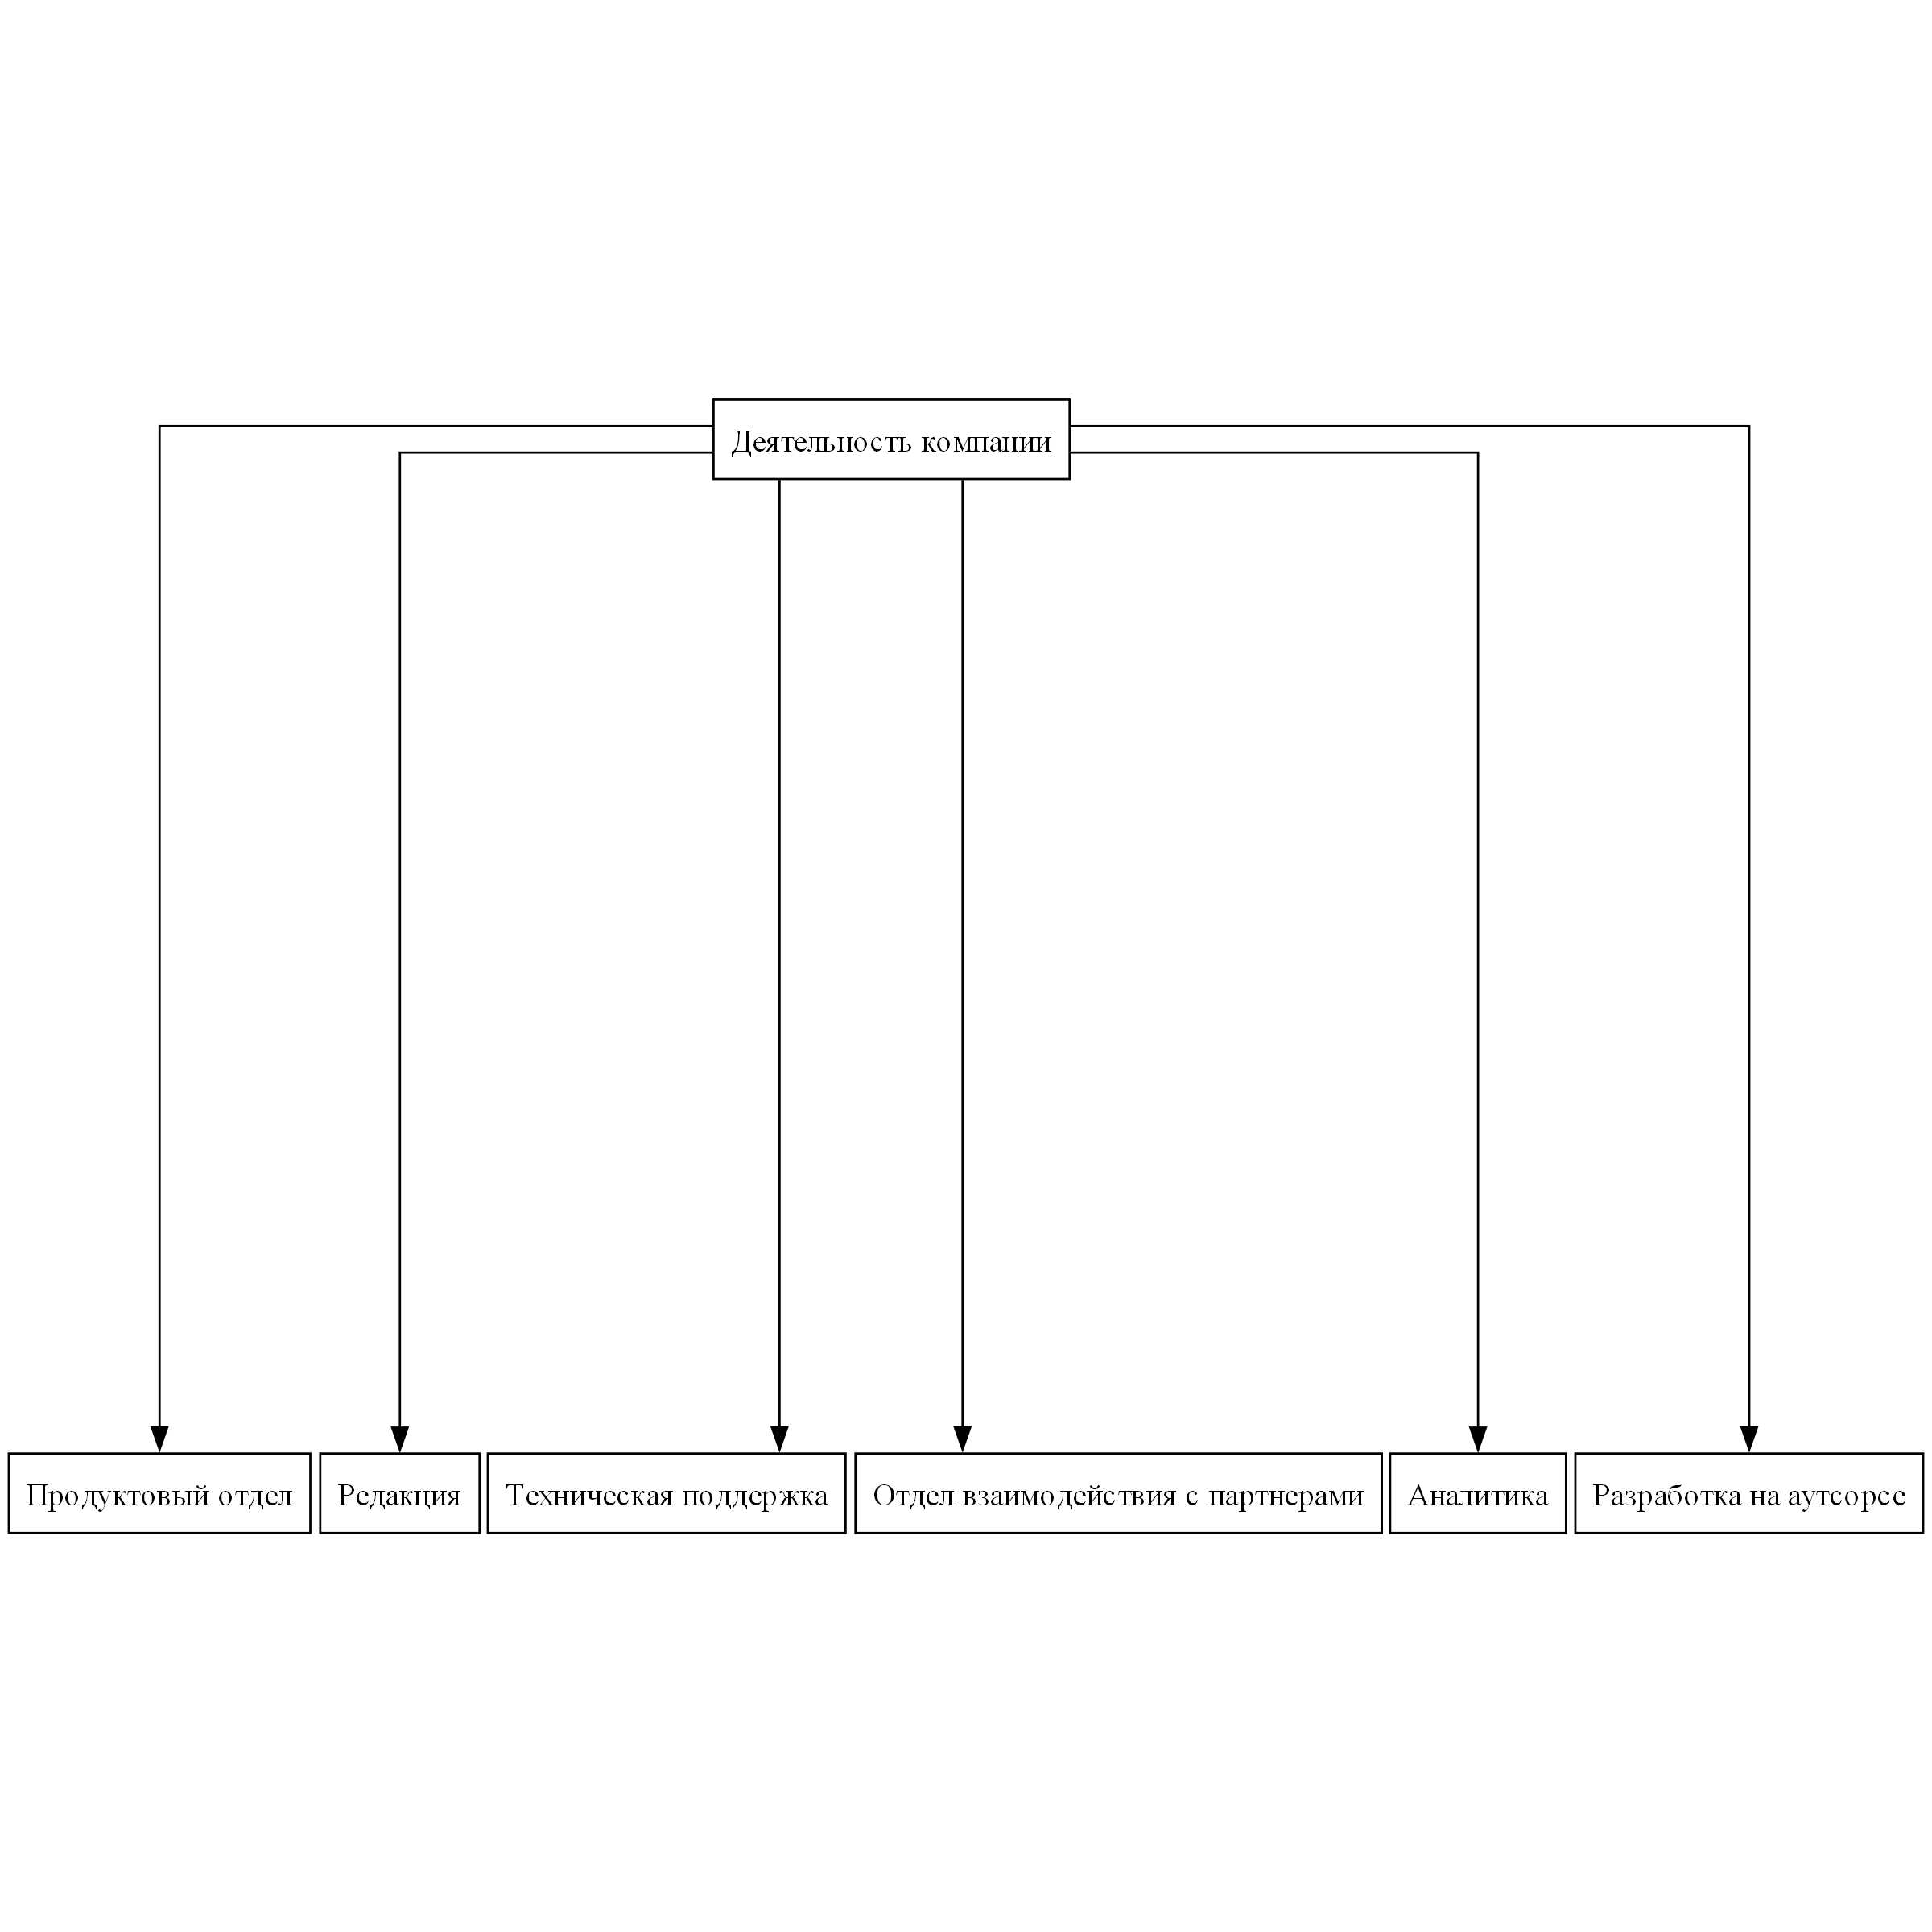 Деятельность компании
Продуктовый отдел
Редакция
Техническая поддержка
Отдел взаимодействия с партнерами
Аналитика
Разработка на аутсорсе